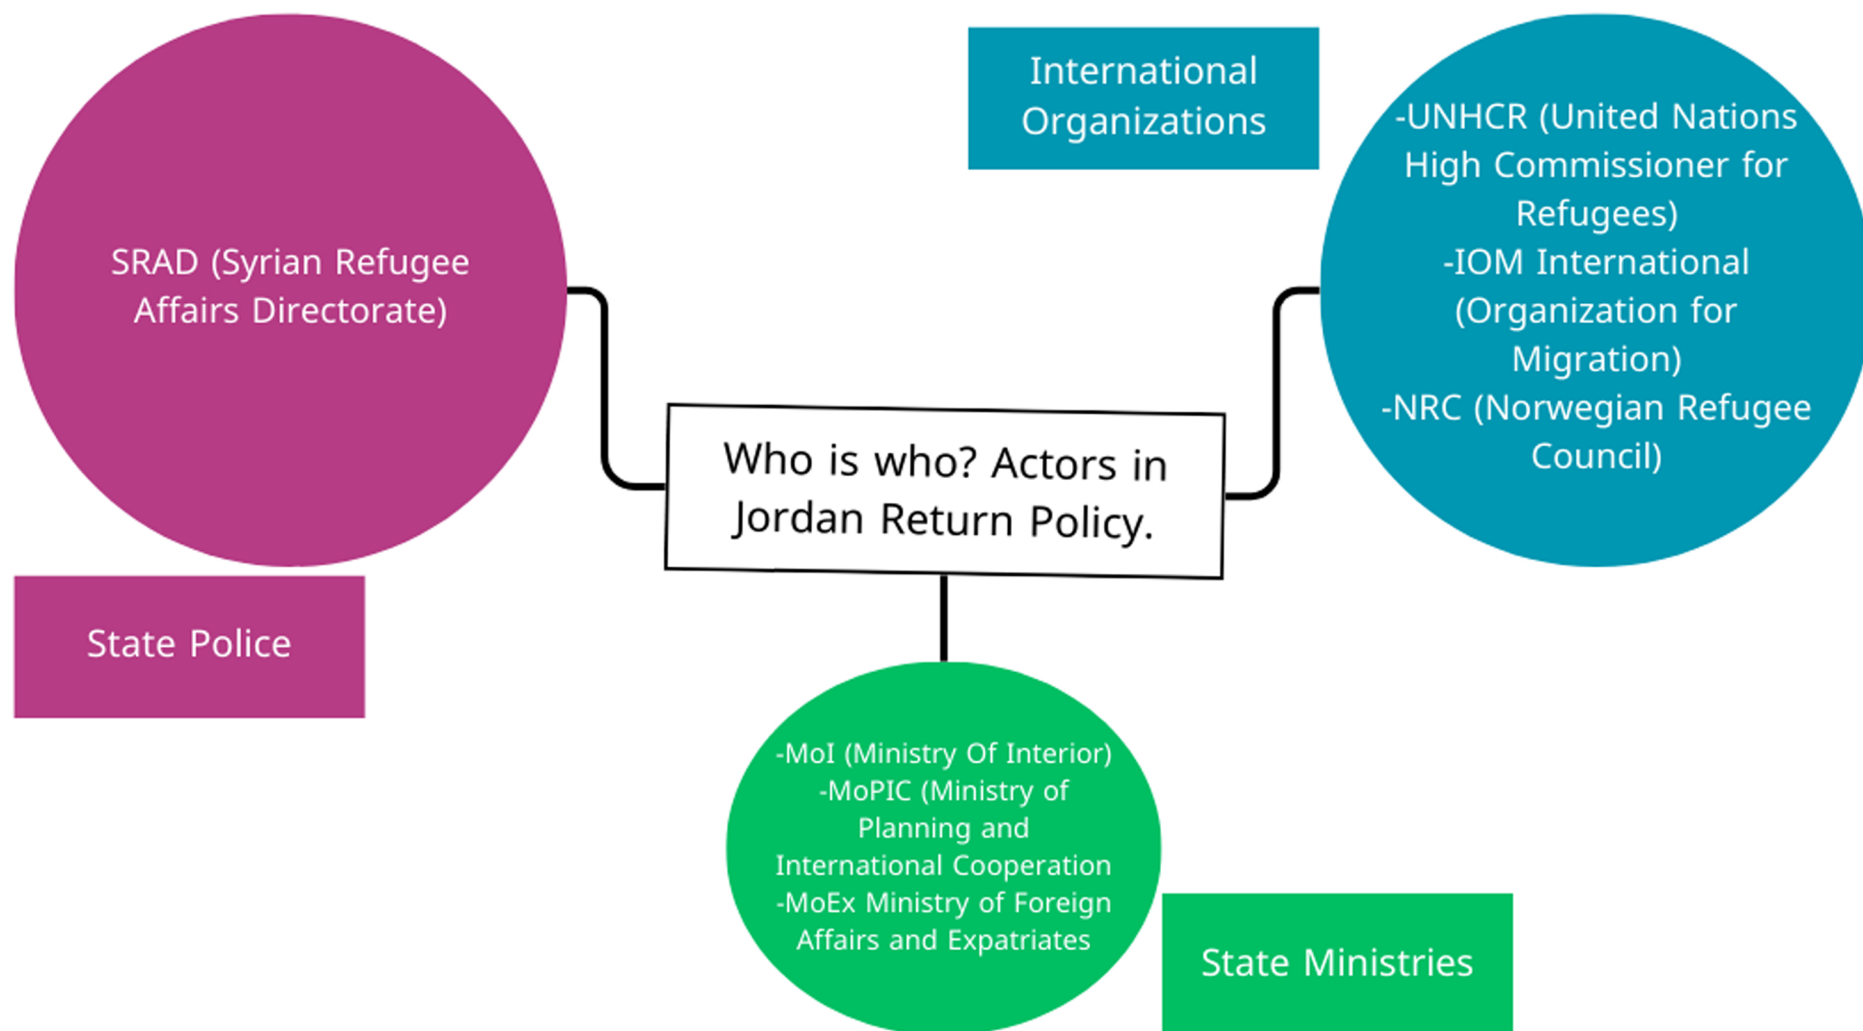 SRAD (Syrian Refugee
Affairs Directorate)
State Police
International
Organizations
-UNHCR (United Nations
High Commissioner for
Refugees)
-IOM International
(Organization for
Migration)
-NRC (Norwegian Refugee
Council)
Who is who? Actors in
Jordan Return Policy.
-MoI (Ministry Of Interior)
-MoPIC (Ministry of
Planning and
International Cooperation
-MoEx Ministry of Foreign
Affairs and Expatriates
State Ministries